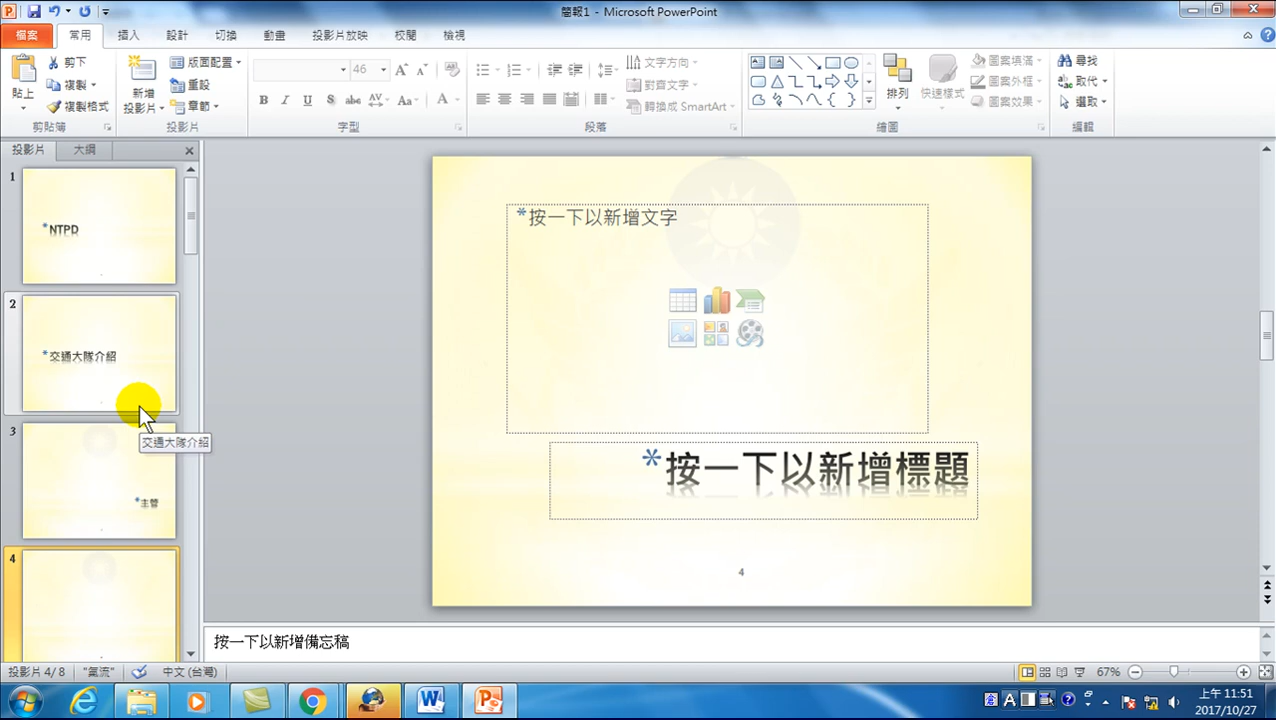 簡報1 - Microsoft PowerPoint
檔案 常用 插入 設計 切換 動畫 投影片放映 校閱 檢視
貼上
剪下
複製
複製格式
剪貼簿
新增
投影片
版面配置
重設
章節
投影片
46
B I U S abc AV Aa A
字型
文字方向
對齊文字
轉換成 SmartArt
段落
排列
快速樣式
圖案填滿
圖案外框
圖案效果
繪圖
尋找
取代
選取
編輯
投影片 大綱
1
*NTPD
2
*交通大隊介紹
交通大隊介紹
3
*主管
4
*按一下以新增文字
*按一下以新增標題
4
按一下以新增備忘稿
投影片 4/8 "氣流" 中文 (台灣) 67%
上午 11:51
2017/10/27